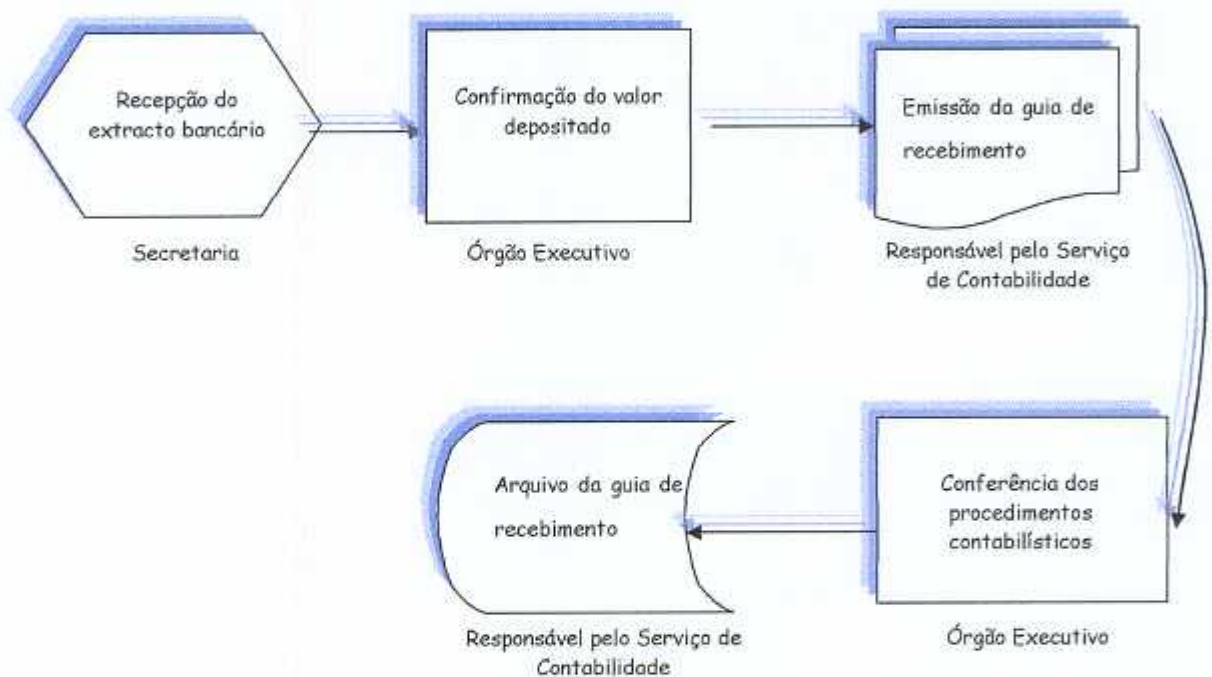 Recepção do
extracto bancário
Secretaria
Confirmação do valor
depositado
Órgão Executivo
Emissão da guia de
recebimento
Responsável pelo Serviço
de Contabilidade
Conferência dos
procedimentos
contabilísticos
Órgão Executivo
Arquivo da guia de
recebimento
Responsável pelo Serviço de
Contabilidade